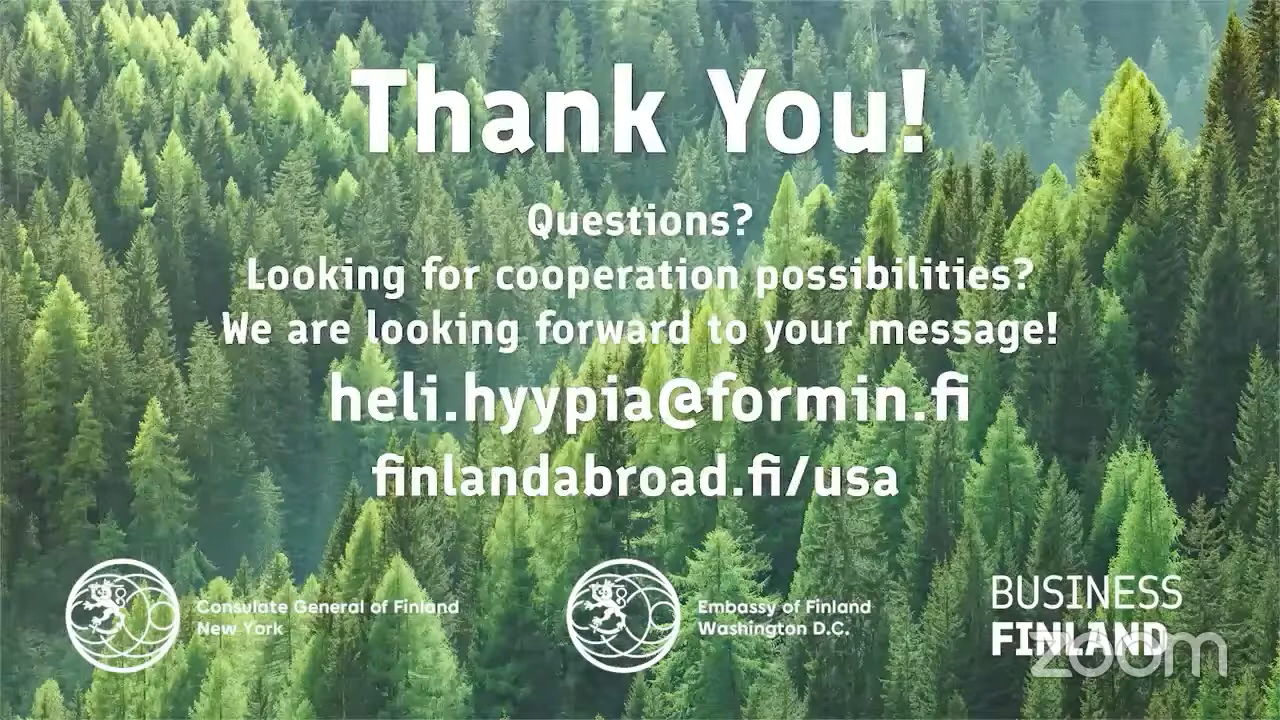 Thank You!
Questions?
Looking for cooperation possibilities?
We are looking forward to your message!
heli.hyypia@formin.fi
finlandabroad.fi/usa
Consulate General of Finland
New York
Embassy of Finland
Washington D.C.
BUSINESS
FINLAND
zoom